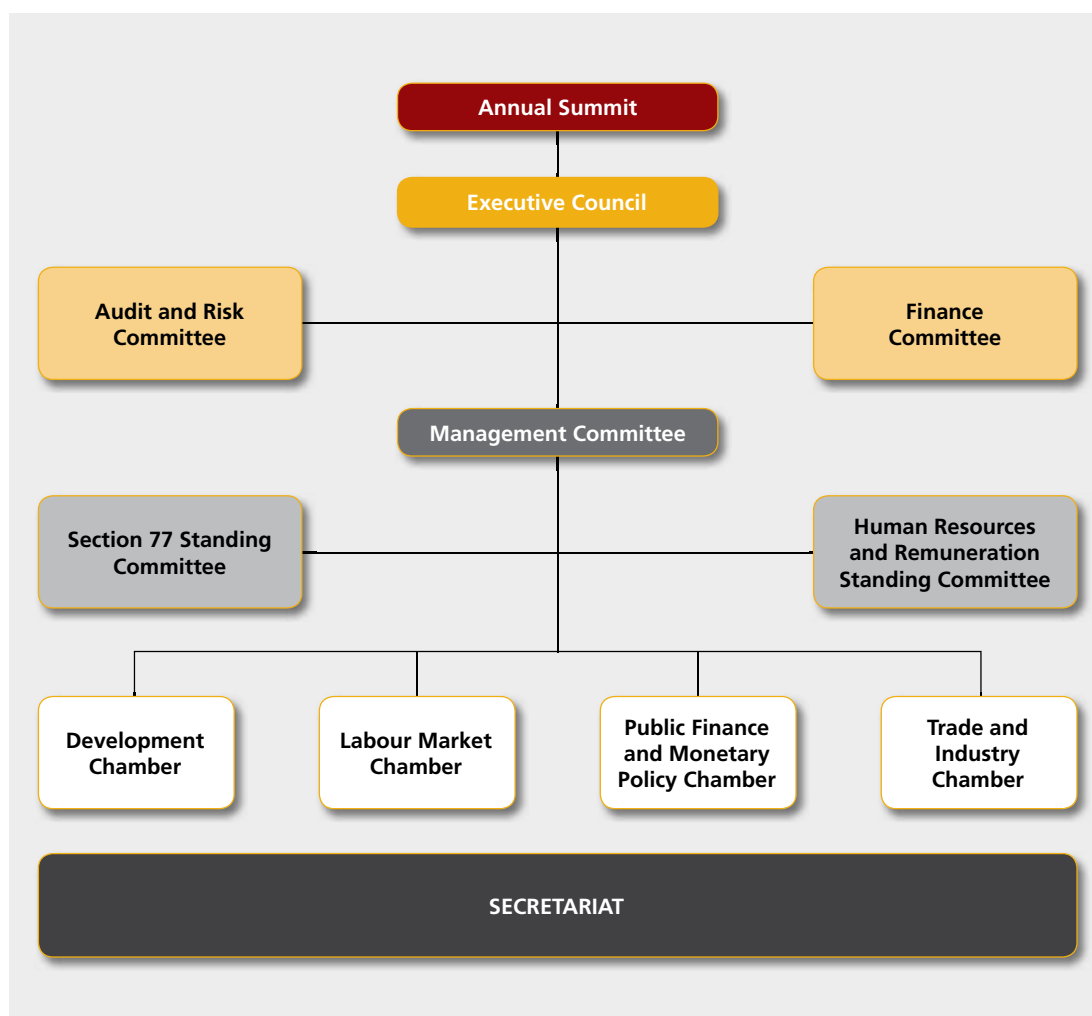 Annual Summit
Executive Council
Audit and Risk
Committee
Finance
Committee
Management Committee
Section 77 Standing
Committee
Human Resources
and Remuneration
Standing Committee
Development
Chamber
Labour Market
Chamber
Public Finance
and Monetary
Policy Chamber
Trade and
Industry
Chamber
SECRETARIAT